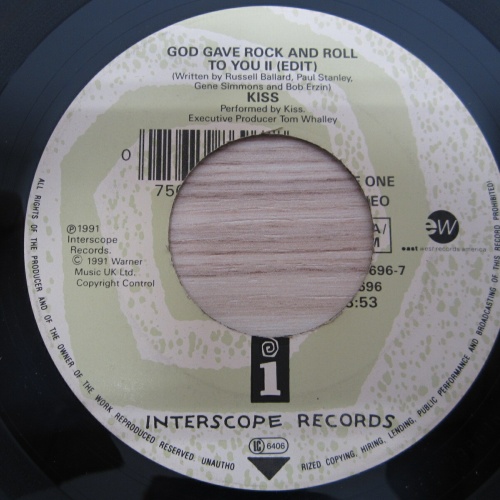 GOD GAVE ROCK AND ROLL
TO YOU II (EDIT)
(Written by Russell Ballard, Paul Stanley,
Gene Simmons and Bob Erzin)
KISS
Performed by Kiss.
Executive Producer Tom Whalley
0
ONE
℗1991
Interscope
Records.
© 1991 Warner
Music UK Ltd.
Copyright Control
ew
east west records america
696-7
696
3:53
i
INTERSCOPE RECORDS
LC 6406
ALL RIGHTS OF THE PRODUCER AND OF THE OWNER OF THE WORK REPRODUCED RESERVED. UNAUTHO
RIZED COPYING, HIRING, LENDING, PUBLIC PERFORMANCE AND BROADCASTING OF THIS RECORD PROHIBITED)